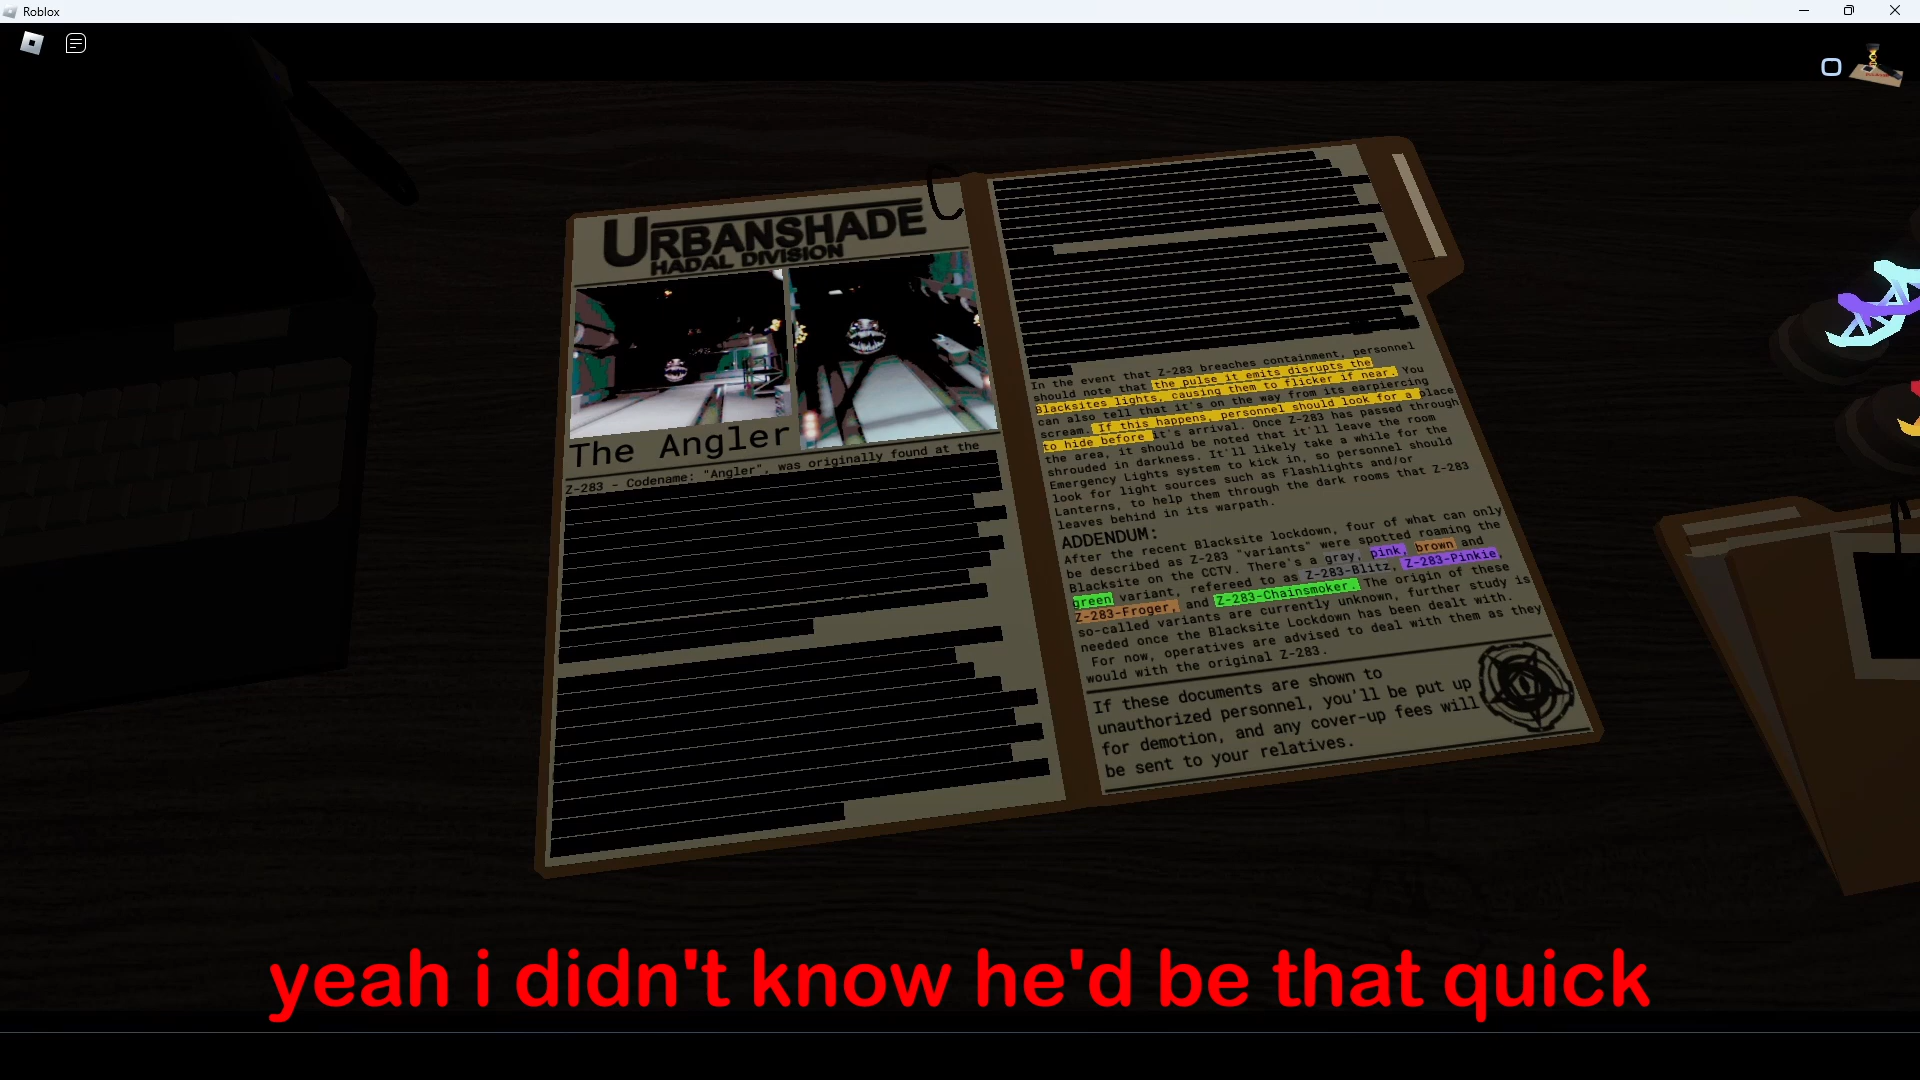 Roblox
URBANSHADE
HADAL DIVISION
The Angler
Z-283 - Codename: "Angler", was originally found at the
In the event that Z-283 breaches containment, personnel
should note that the pulse it emits disrupts the
Blacksites lights, causing them to flicker if near. You
can also tell that it's on the way from its earpiercing
scream. If this happens, personnel should look for a place
to hide before it's arrival. Once Z-283 has passed through
the area, it should be noted that it'll leave the room
shrouded in darkness. It'll likely take a while for the
Emergency Lights system to kick in, so personnel should
look for light sources such as Flashlights and/or
Lanterns, to help them through the dark rooms that Z-283
leaves behind in its warpath.
ADDENDUM:
After the recent Blacksite lockdown, four of what can only
be described as Z-283 "variants" were spotted roaming the
Blacksite on the CCTV. There's a gray, pink, brown and
green variant, refereed to as Z-283-Blitz, Z-283-Pinkie,
Z-283-Froger, and Z-283-Chainsmoker. The origin of these
so-called variants are currently unknown, further study is
needed once the Blacksite Lockdown has been dealt with.
For now, operatives are advised to deal with them as they
would with the original Z-283.
If these documents are shown to
unauthorized personnel, you'll be put up
for demotion, and any cover-up fees will
be sent to your relatives.
yeah i didn't know he'd be that quick